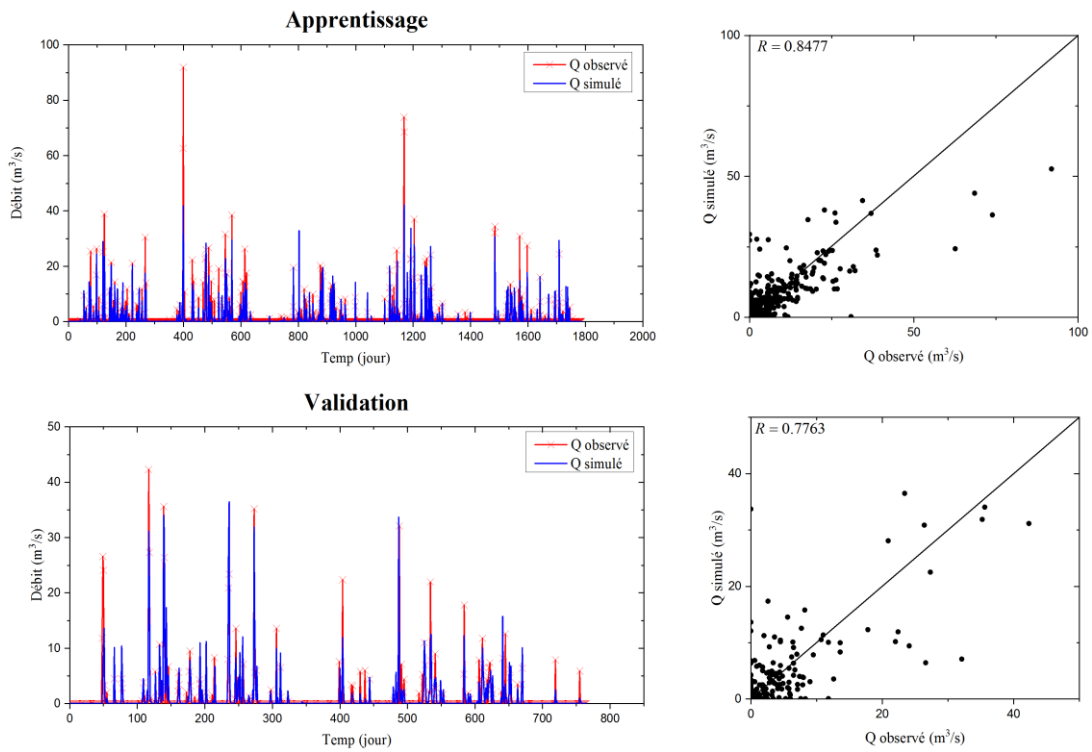 Apprentissage
100
80
60
40
20
0
Débit (m³/s)
Q observé
Q simulé
0 200 400 600 800 1000 1200 1400 1600 1800 2000
Temp (jour)
R = 0.8477
100
50
0
Q simulé (m³/s)
0 50 100
Q observé (m³/s)
Validation
50
40
30
20
10
0
Débit (m³/s)
Q observé
Q simulé
0 100 200 300 400 500 600 700 800
Temp (jour)
R = 0.7763
40
20
0
Q simulé (m³/s)
0 20 40
Q observé (m³/s)